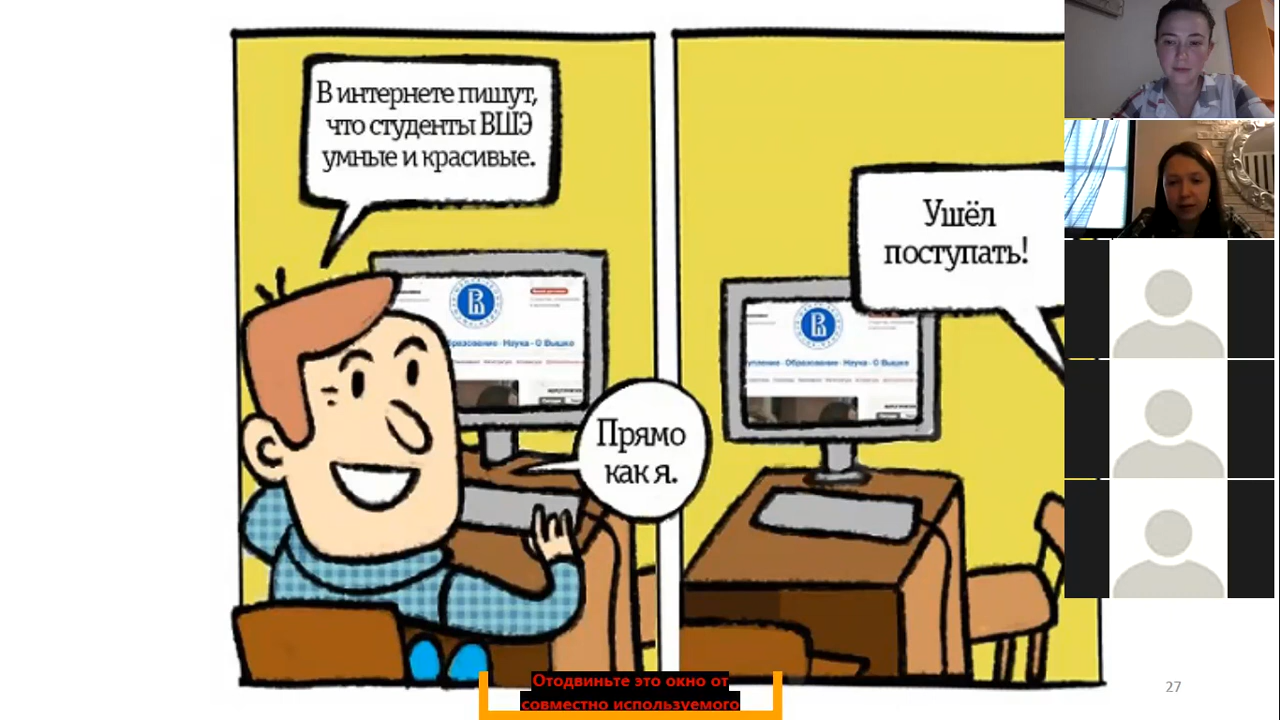 В интернете пишут,
что студенты ВШЭ
умные и красивые.
Прямо
как я.
Образование · Наука · О Вышке
Ушёл
поступать!
Образование · Наука · О Вышке
Отодвиньте это окно от
совместно используемого
27